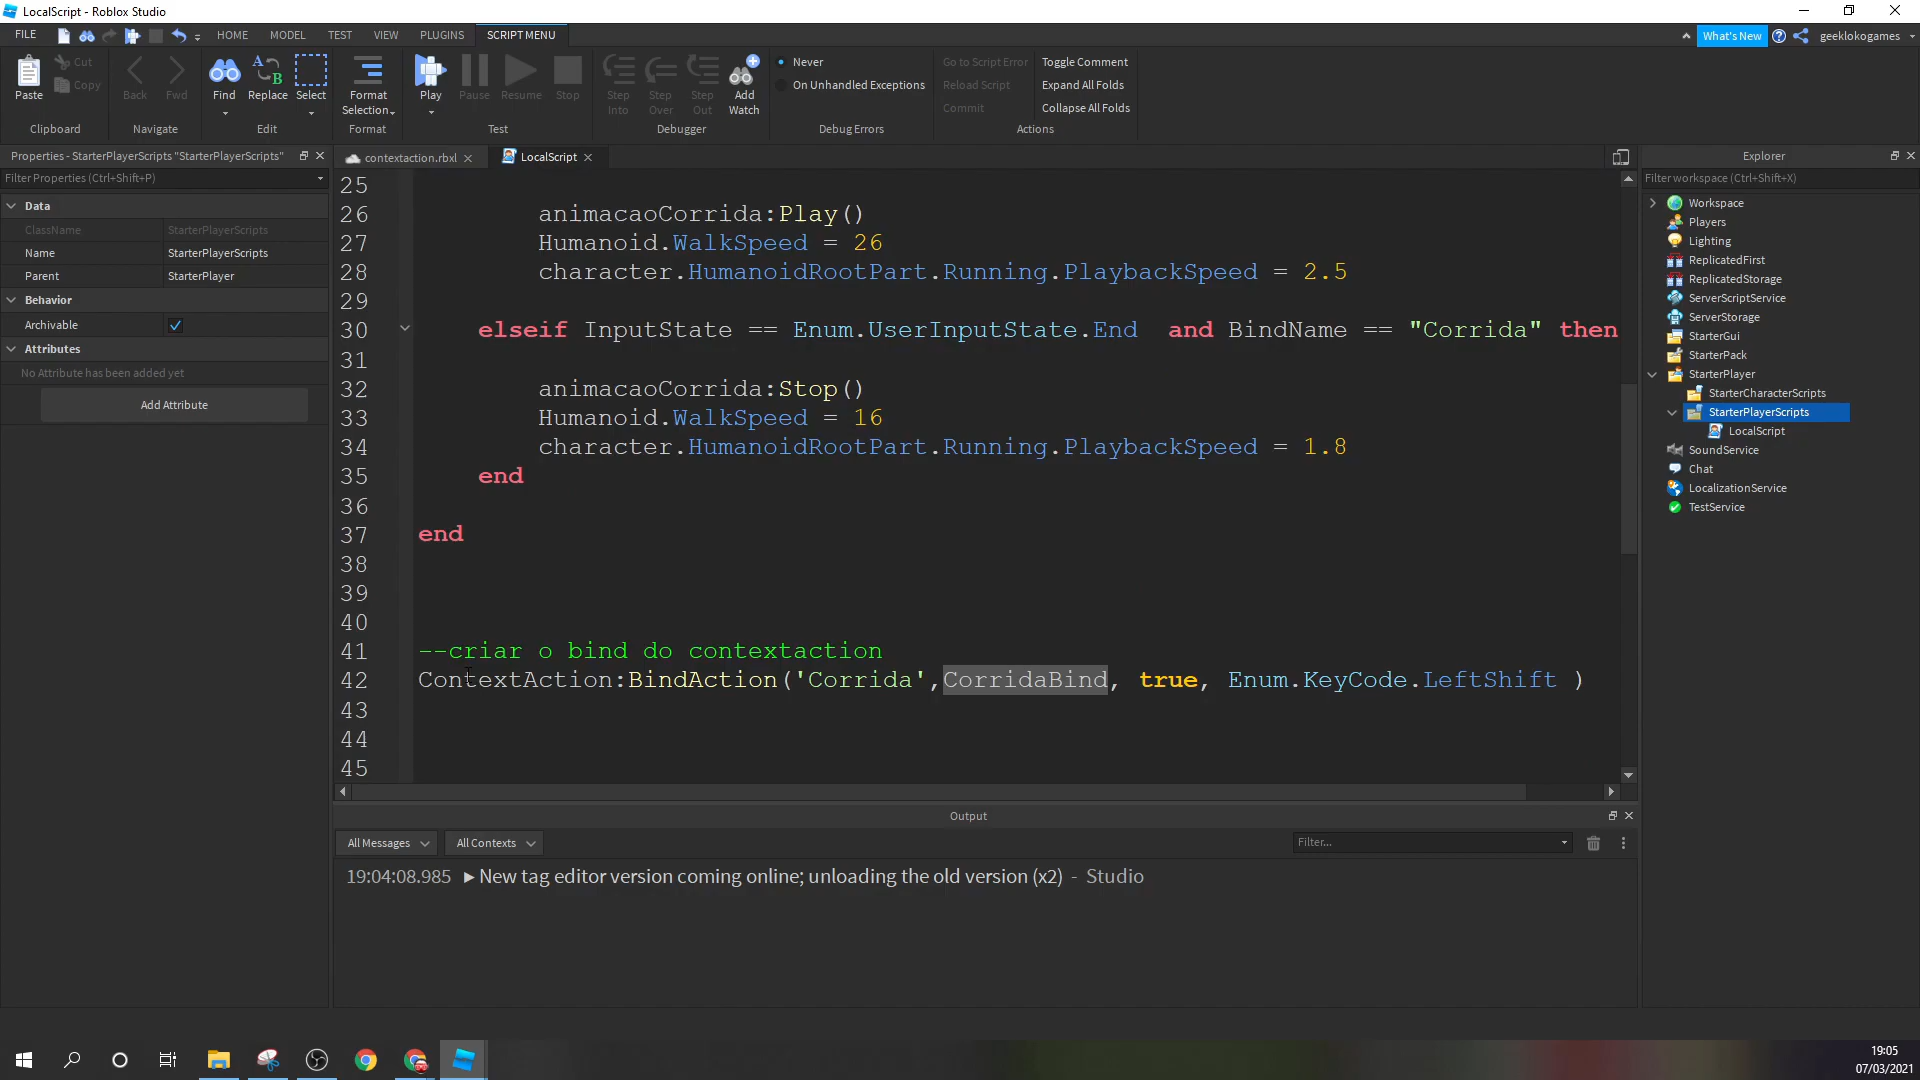 LocalScript - Roblox Studio
FILE
HOME
MODEL
TEST
VIEW
PLUGINS
SCRIPT MENU
What's New
geeklokogames
Paste
Cut
Copy
Clipboard
Back
Fwd
Navigate
Find
Replace
Select
Edit
Format
Selection
Format
Play
Pause
Resume
Stop
Test
Step
Into
Step
Over
Step
Out
Add
Watch
Debugger
Never
On Unhandled Exceptions
Debug Errors
Go to Script Error
Reload Script
Commit
Toggle Comment
Expand All Folds
Collapse All Folds
Actions
Properties - StarterPlayerScripts "StarterPlayerScripts"
Filter Properties (Ctrl+Shift+P)
Data
ClassName StarterPlayerScripts
Name StarterPlayerScripts
Parent StarterPlayer
Behavior
Archivable
Attributes
No Attribute has been added yet
Add Attribute
contextaction.rbxl
LocalScript
25
26 animacaoCorrida:Play()
27 Humanoid.WalkSpeed = 26
28 character.HumanoidRootPart.Running.PlaybackSpeed = 2.5
29
30 elseif InputState == Enum.UserInputState.End and BindName == "Corrida" then
31
32 animacaoCorrida:Stop()
33 Humanoid.WalkSpeed = 16
34 character.HumanoidRootPart.Running.PlaybackSpeed = 1.8
35 end
36
37 end
38
39
40
41 --criar o bind do contextaction
42 ContextAction:BindAction('Corrida',CorridaBind, true, Enum.KeyCode.LeftShift )
43
44
45
Output
All Messages
All Contexts
Filter...
19:04:08.985 ▶ New tag editor version coming online; unloading the old version (x2) - Studio
Explorer
Filter workspace (Ctrl+Shift+X)
Workspace
Players
Lighting
ReplicatedFirst
ReplicatedStorage
ServerScriptService
ServerStorage
StarterGui
StarterPack
StarterPlayer
StarterCharacterScripts
StarterPlayerScripts
LocalScript
SoundService
Chat
LocalizationService
TestService
19:05
07/03/2021